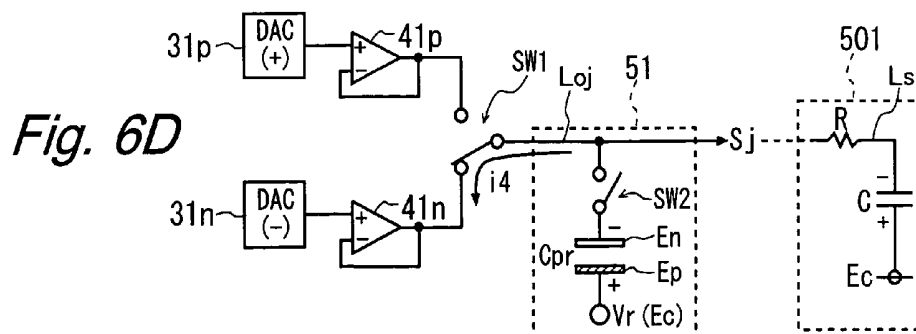 Fig. 6D
31p
DAC
(+)
+
−
41p
SW1
Loj
51
501
R
Ls
Sj
i4
SW2
−
C
+
Ec
31n
DAC
(-)
+
−
41n
−
En
Cpr
Ep
+
Vr (Ec)